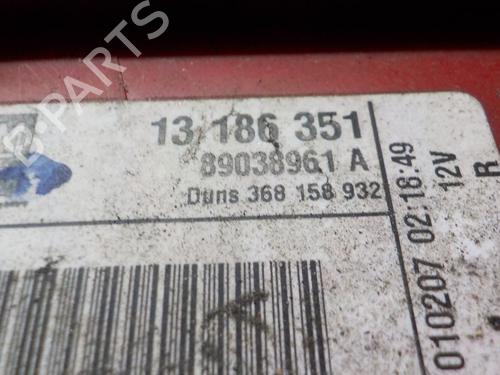 13 186 351
89038961 A
Duns 368 158 932
010207 02:16:49
12V
R
B-PARTS